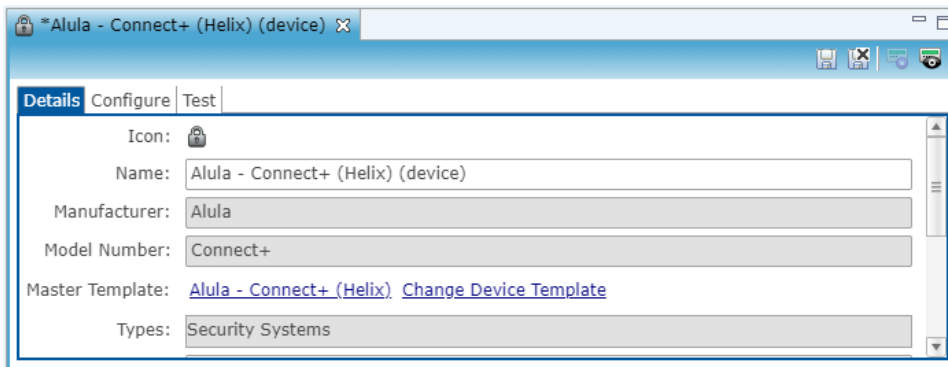 *Alula - Connect+ (Helix) (device)
Details Configure Test
Icon:
Name: Alula - Connect+ (Helix) (device)
Manufacturer: Alula
Model Number: Connect+
Master Template: Alula - Connect+ (Helix) Change Device Template
Types: Security Systems